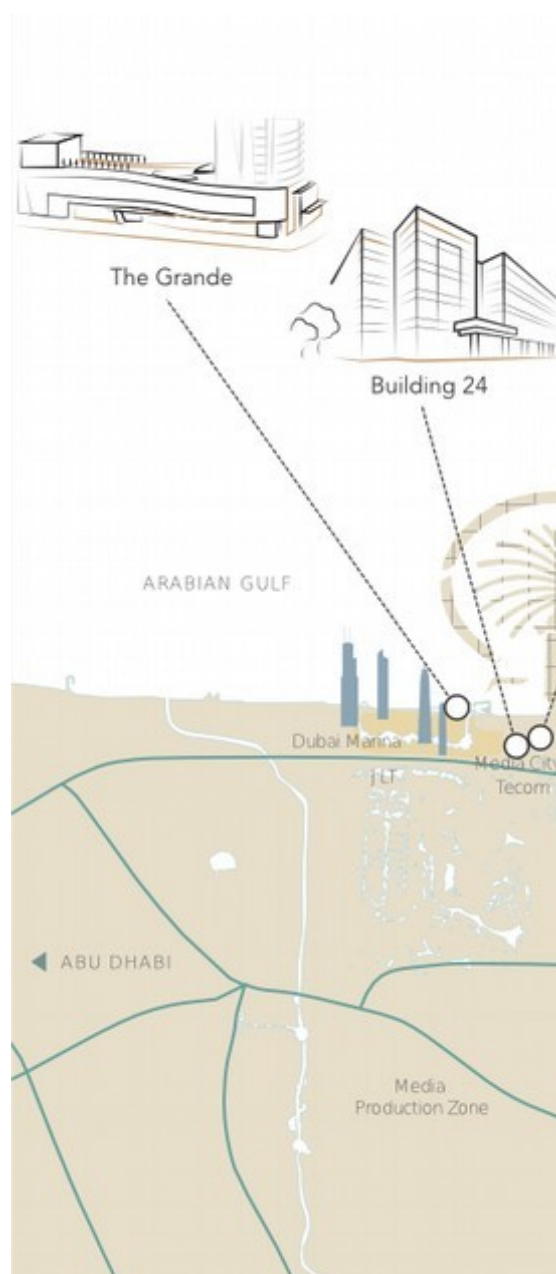 The Grande
Building 24
ARABIAN GULF
Dubai Marina
Media City
JLT
Tecom
ABU DHABI
Media
Production Zone